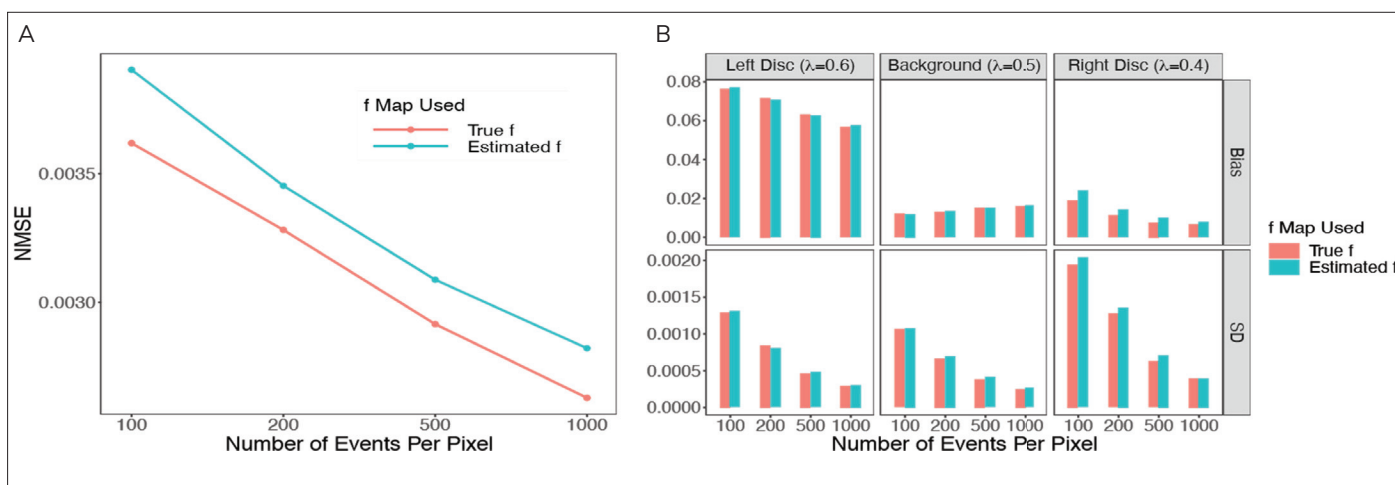 A
NMSE
0.0035
0.0030
100 200 500 1000
Number of Events Per Pixel
f Map Used
True f
Estimated f
B
Left Disc (λ=0.6) Background (λ=0.5) Right Disc (λ=0.4)
0.08
0.06
0.04
0.02
0.00
Bias
0.0020
0.0015
0.0010
0.0005
0.0000
SD
100 200 500 1000 100 200 500 1000 100 200 500 1000
Number of Events Per Pixel
f Map Used
True f
Estimated f